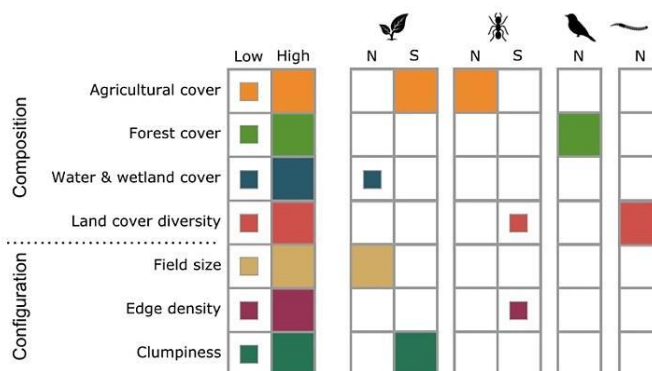 Low High N S N S N N
Composition
Agricultural cover
Forest cover
Water & wetland cover
Land cover diversity
Configuration
Field size
Edge density
Clumpiness